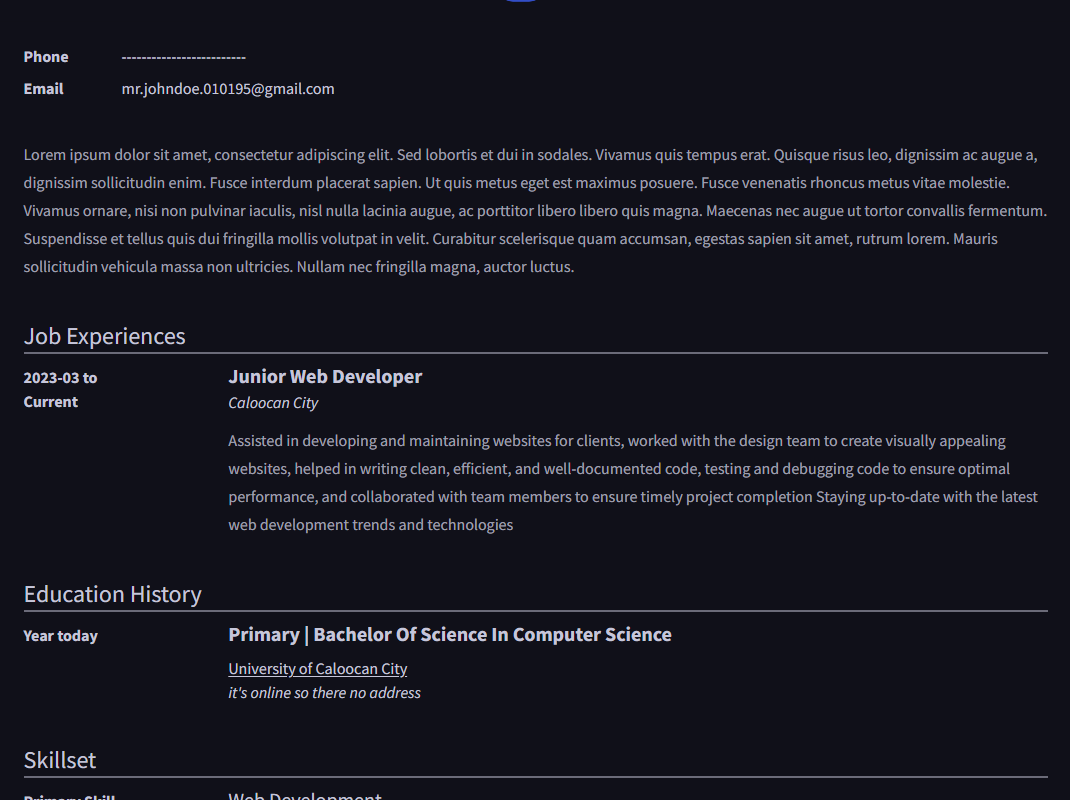 Phone -------------------------
Email mr.johndoe.010195@gmail.com
Lorem ipsum dolor sit amet, consectetur adipiscing elit. Sed lobortis et dui in sodales. Vivamus quis tempus erat. Quisque risus leo, dignissim ac augue a,
dignissim sollicitudin enim. Fusce interdum placerat sapien. Ut quis metus eget est maximus posuere. Fusce venenatis rhoncus metus vitae molestie.
Vivamus ornare, nisi non pulvinar iaculis, nisl nulla lacinia augue, ac porttitor libero libero quis magna. Maecenas nec augue ut tortor convallis fermentum.
Suspendisse et tellus quis dui fringilla mollis volutpat in velit. Curabitur scelerisque quam accumsan, egestas sapien sit amet, rutrum lorem. Mauris
sollicitudin vehicula massa non ultricies. Nullam nec fringilla magna, auctor luctus.
Job Experiences
2023-03 to
Current
Junior Web Developer
Caloocan City
Assisted in developing and maintaining websites for clients, worked with the design team to create visually appealing
websites, helped in writing clean, efficient, and well-documented code, testing and debugging code to ensure optimal
performance, and collaborated with team members to ensure timely project completion Staying up-to-date with the latest
web development trends and technologies
Education History
Year today
Primary | Bachelor Of Science In Computer Science
University of Caloocan City
it's online so there no address
Skillset
Primary Skill
Web Development